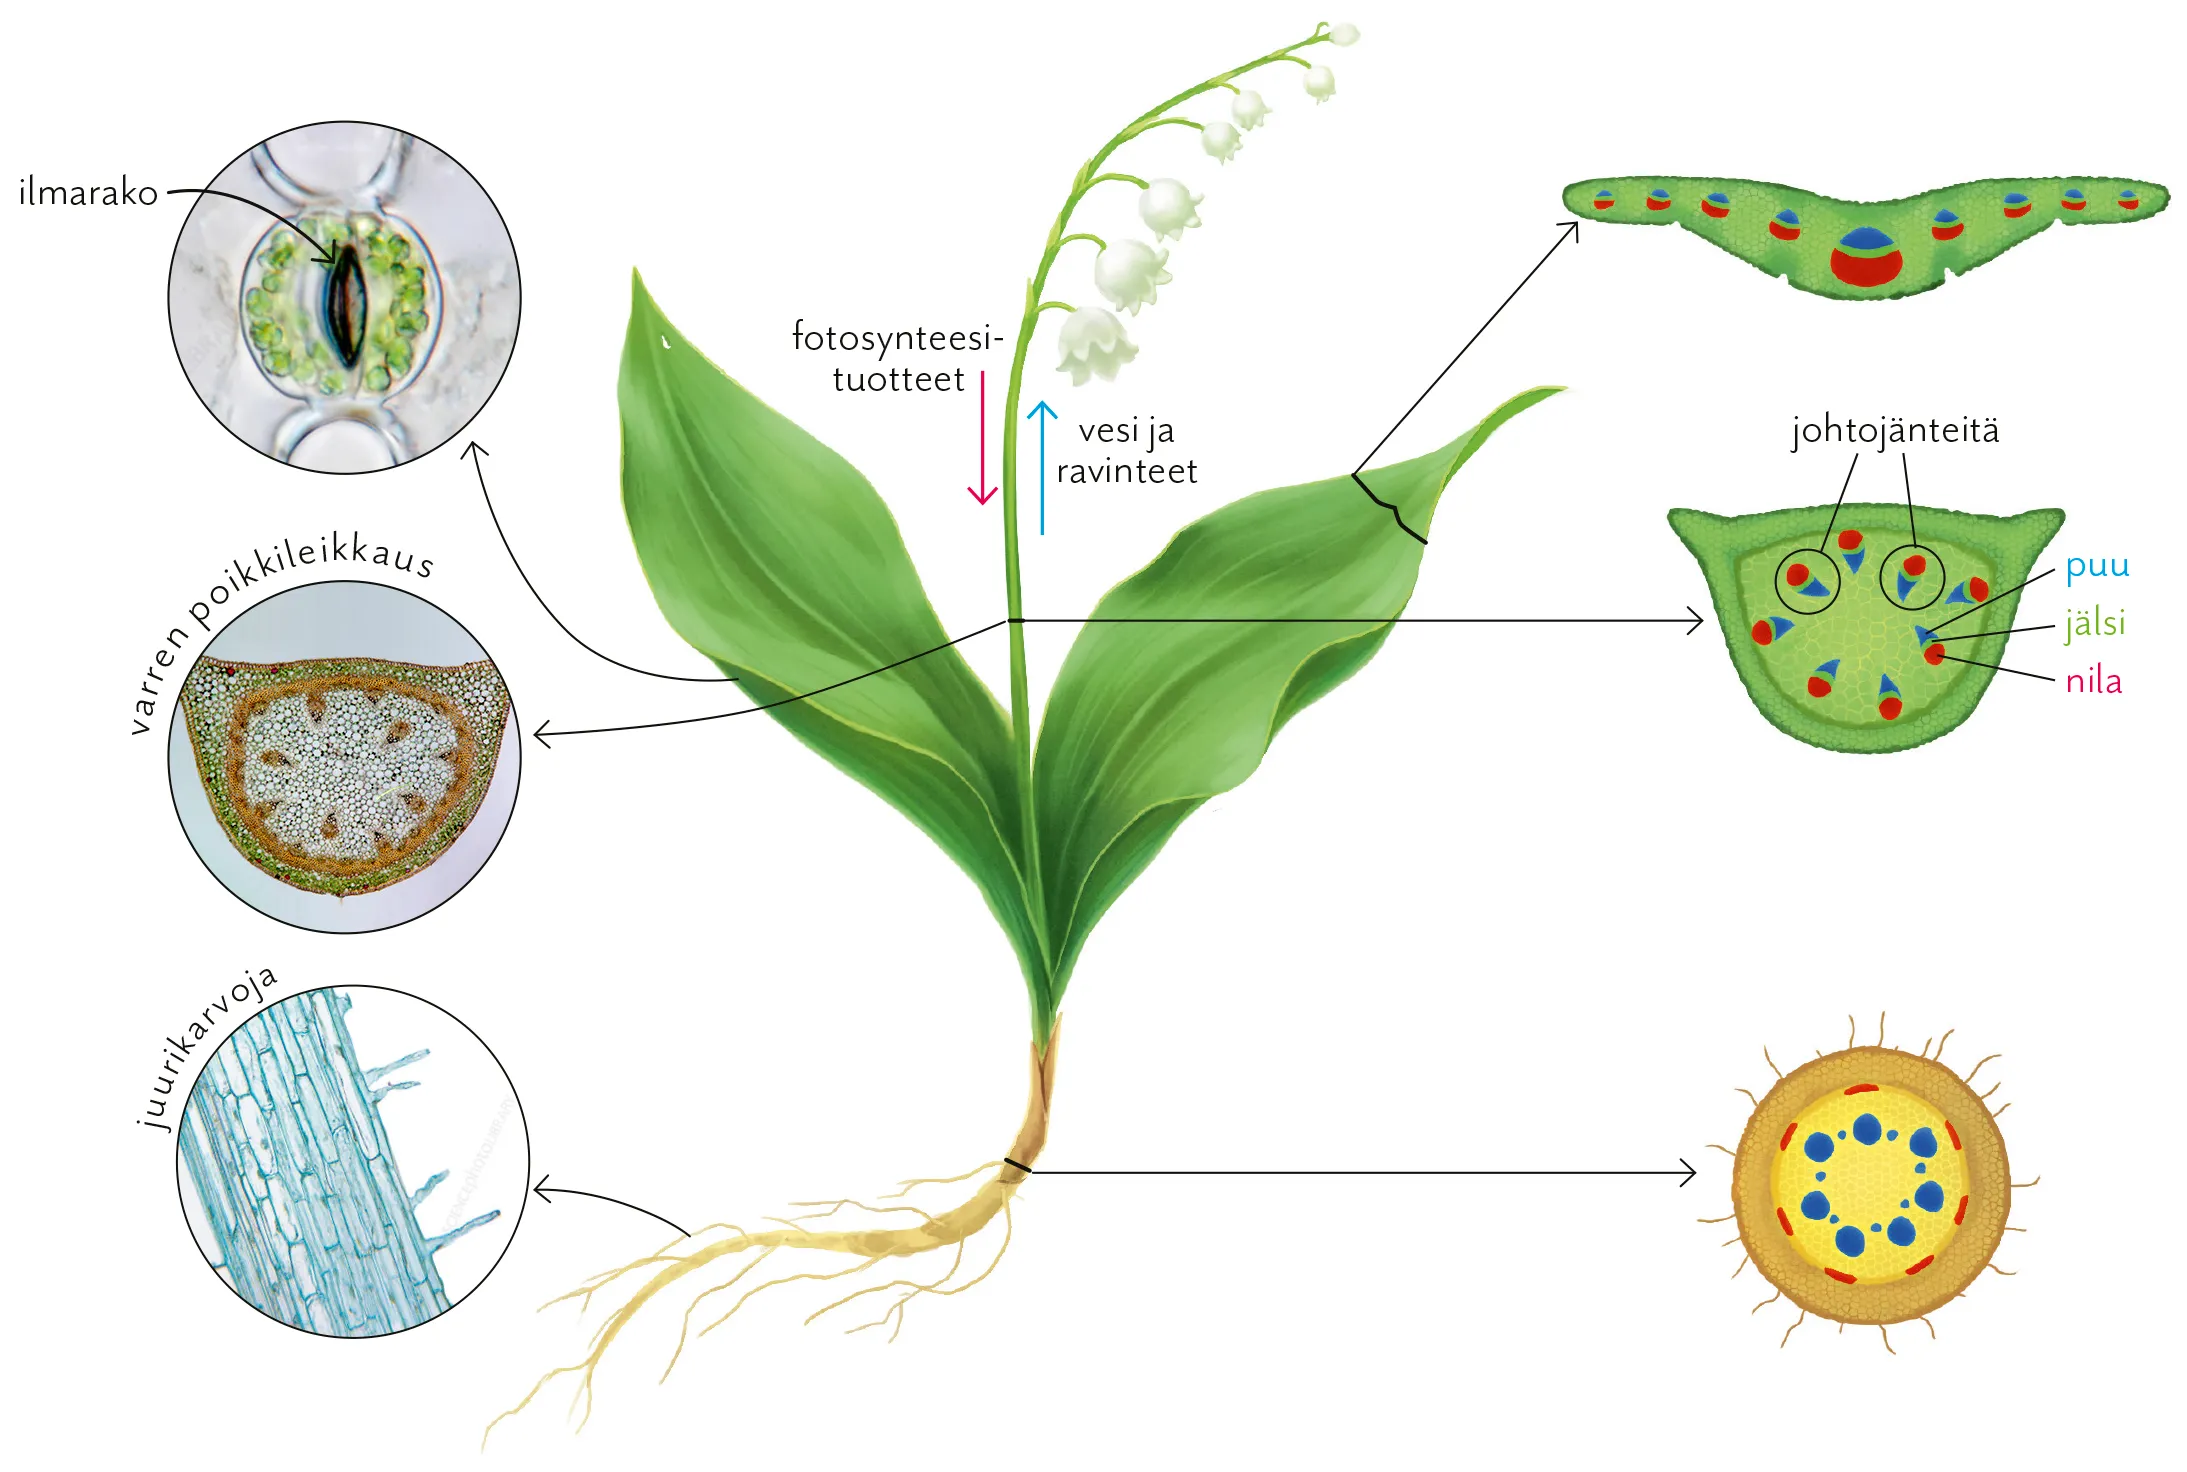 ilmarako
fotosynteesi-
tuotteet
vesi ja
ravinteet
johtojänteitä
puu
jälsi
nila
varren poikkileikkaus
juurikarvoja